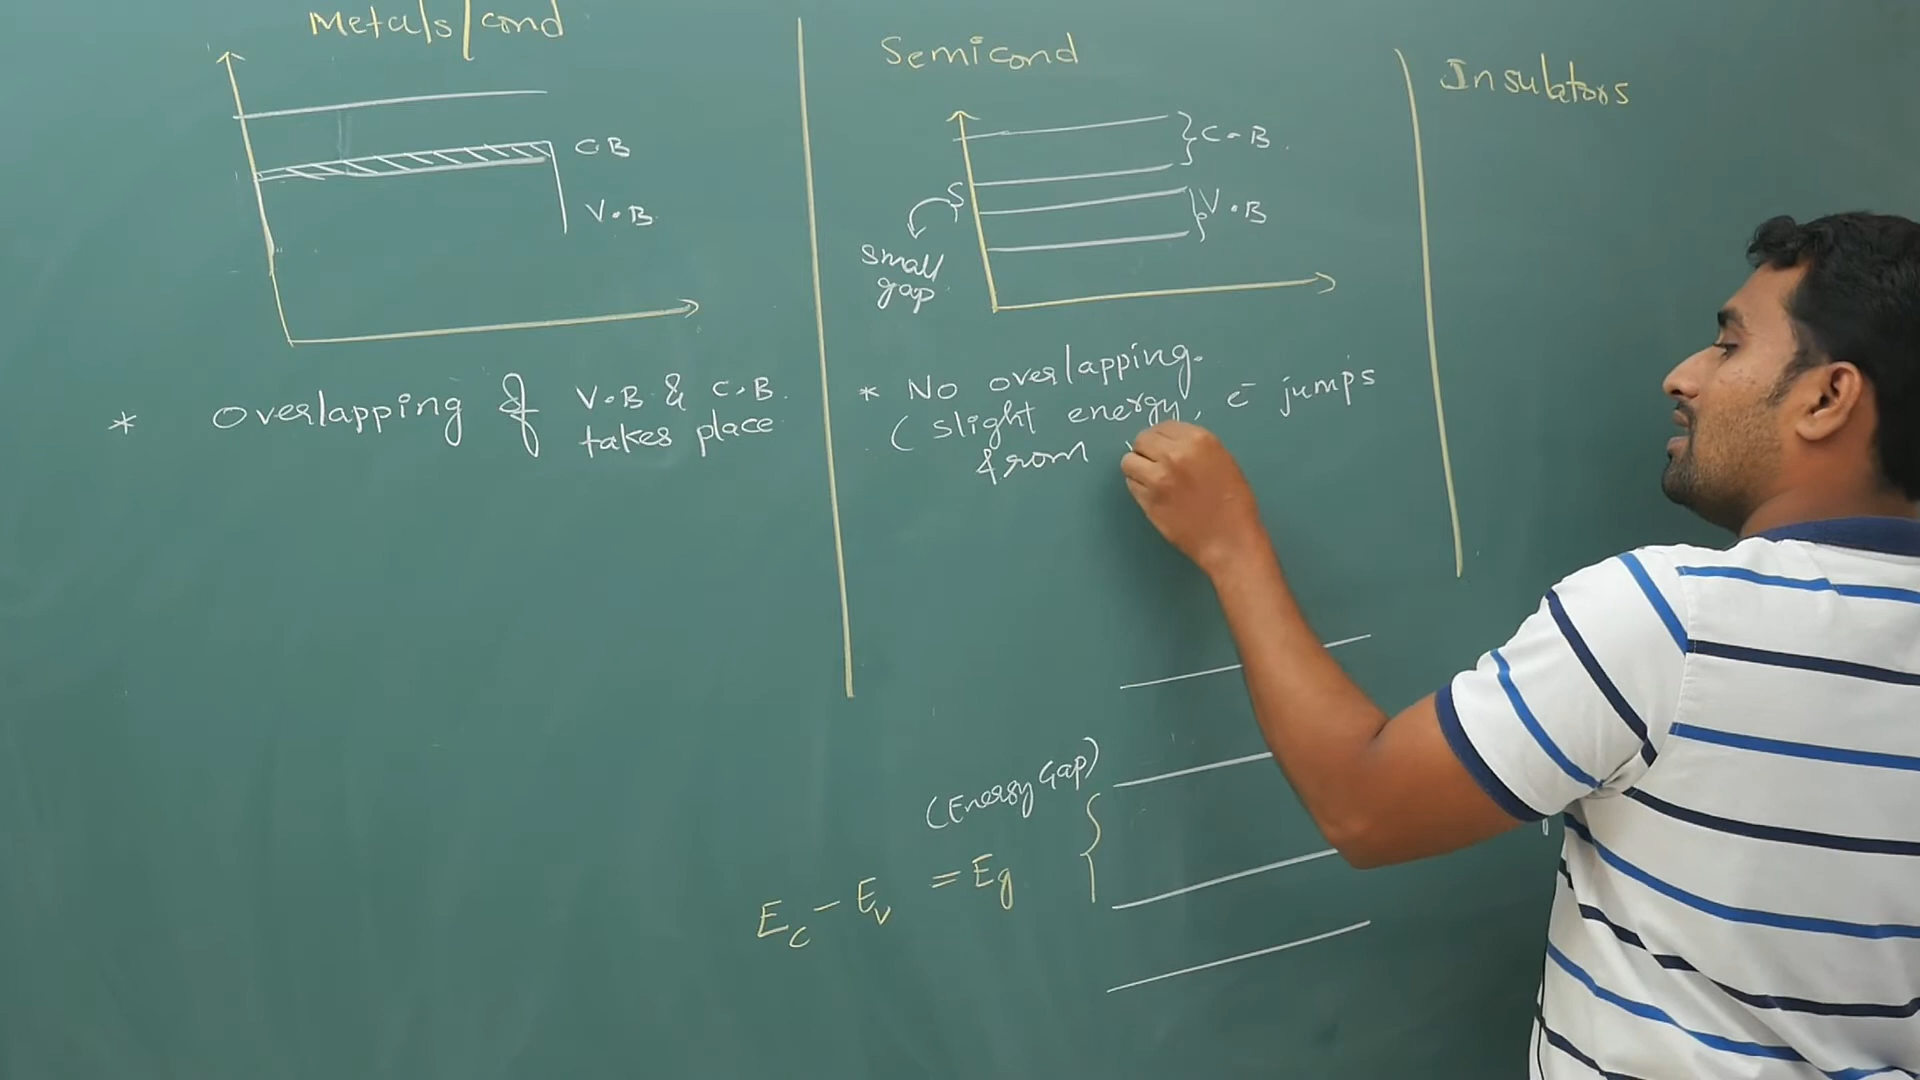 Metals/cond
C.B
V.B
* Overlapping of V.B & C.B.
takes place
Semicond
C-B
V.B
small
gap
* No overlapping.
(slight energy, e- jumps
from
Insulators
(Energy Gap)
Ec - Ev = Eg